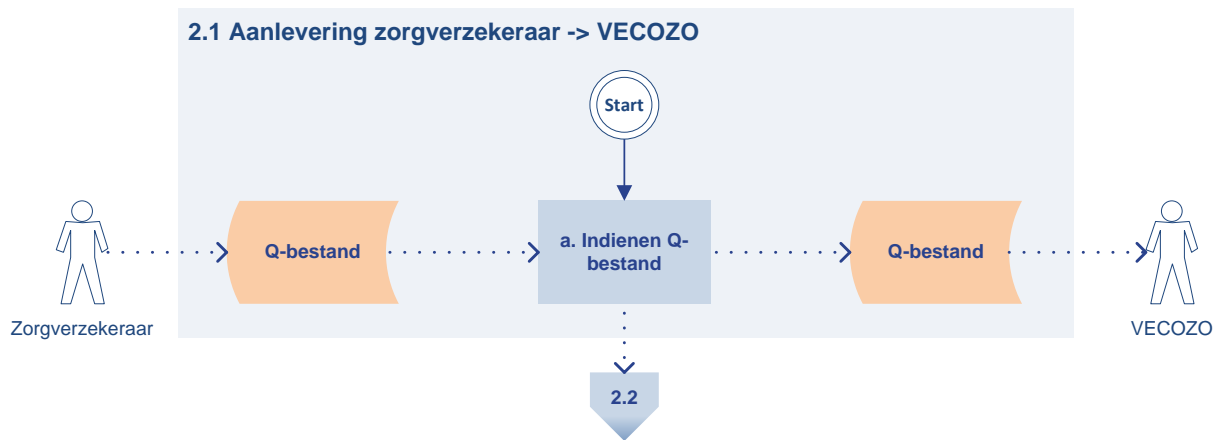 2.1 Aanlevering zorgverzekeraar -> VECOZO
Start
Q-bestand
a. Indienen Q-
bestand
Q-bestand
Zorgverzekeraar
VECOZO
2.2